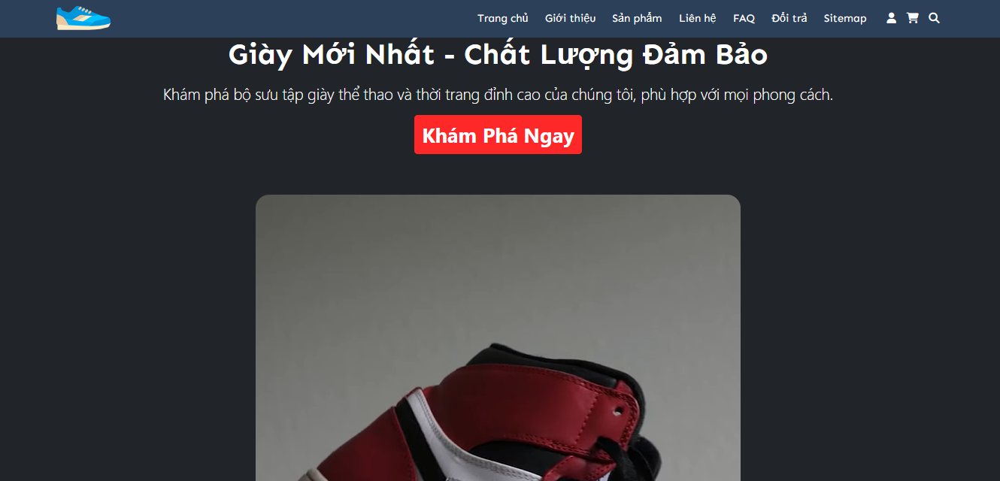 Trang chủ Giới thiệu Sản phẩm Liên hệ FAQ Đổi trả Sitemap
Giày Mới Nhất - Chất Lượng Đảm Bảo
Khám phá bộ sưu tập giày thể thao và thời trang đỉnh cao của chúng tôi, phù hợp với mọi phong cách.
Khám Phá Ngay